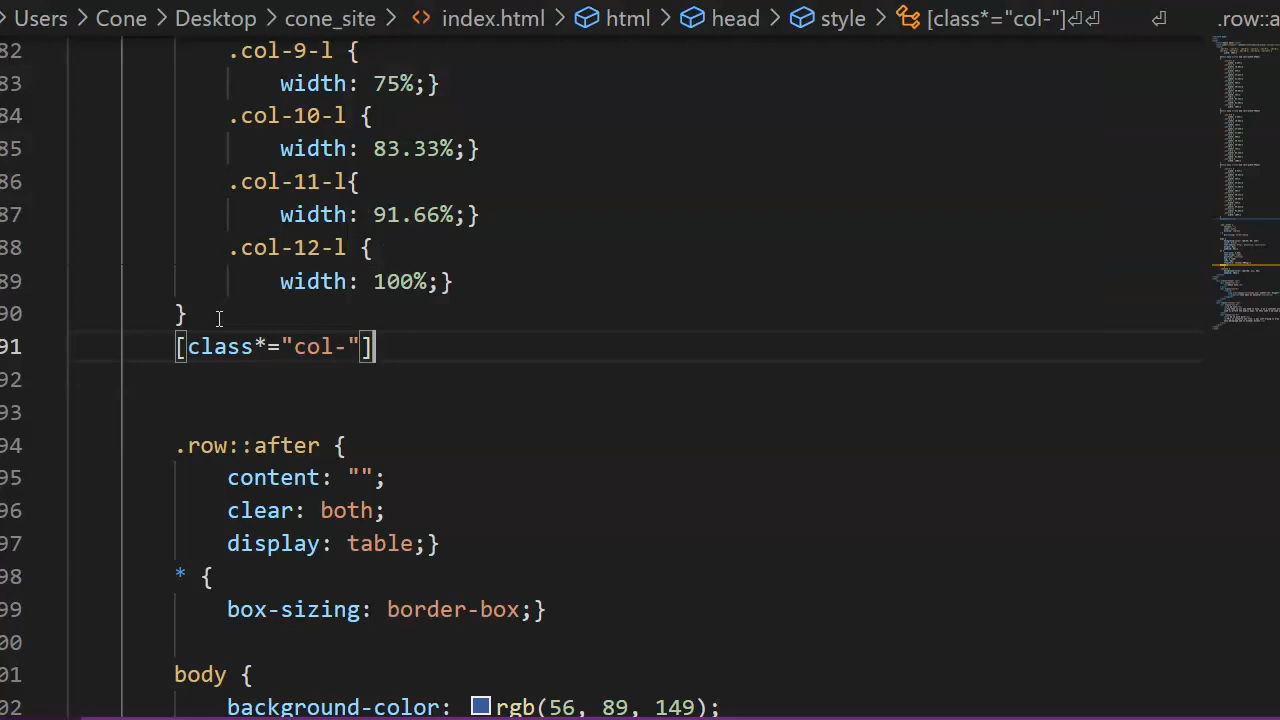 Users > Cone > Desktop > cone_site > index.html > html > head > style > [class*="col-"]⏎⏎ ⏎ .row::a
82 .col-9-l {
83 width: 75%;}
84 .col-10-l {
85 width: 83.33%;}
86 .col-11-l{
87 width: 91.66%;}
88 .col-12-l {
89 width: 100%;}
90 }
91 [class*="col-"]
92
93
94 .row::after {
95 content: "";
96 clear: both;
97 display: table;}
98 * {
99 box-sizing: border-box;}
00
01 body {
02 background-color: rgb(56, 89, 149);